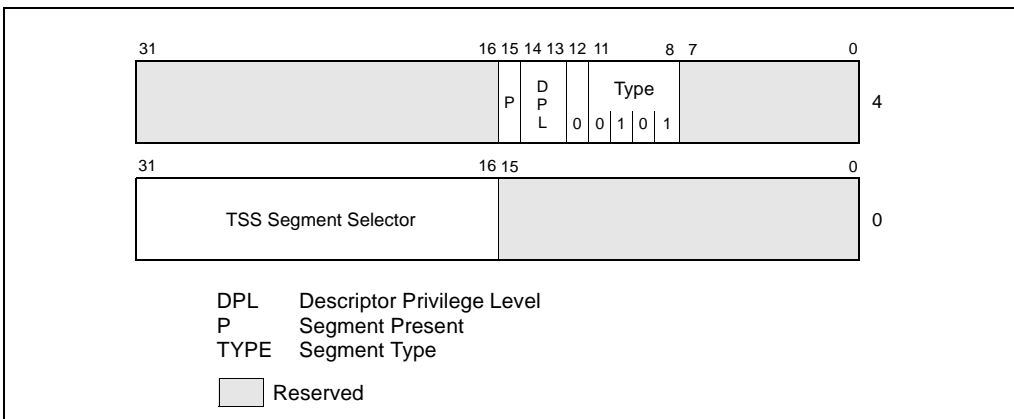 31 16 15 14 13 12 11 8 7 0
P D P L 0 Type 0 1 0 1 4
31 16 15 0
TSS Segment Selector 0
DPL Descriptor Privilege Level
P Segment Present
TYPE Segment Type
Reserved